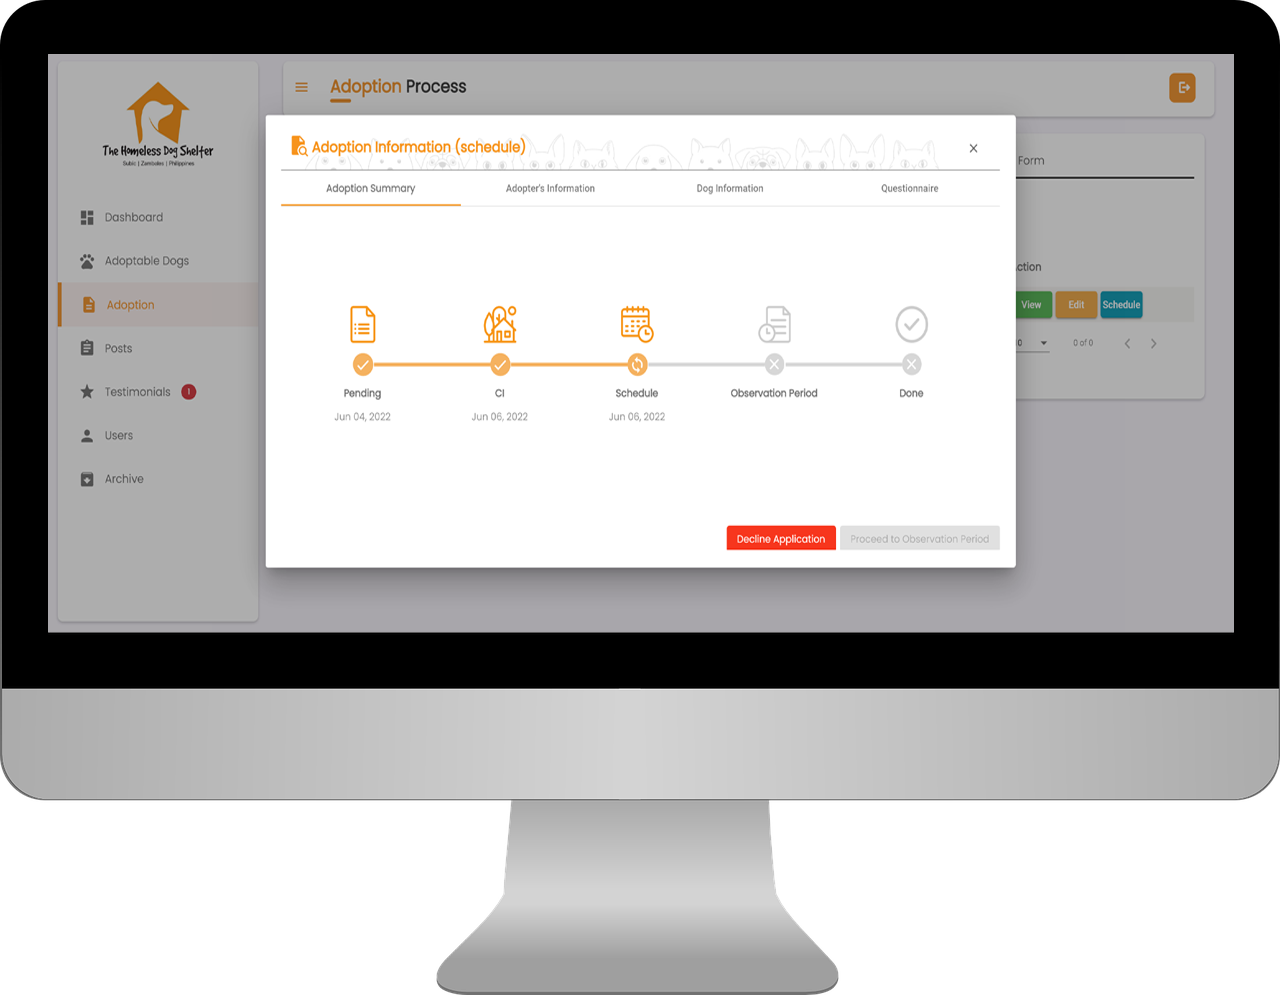 The Homeless Dog Shelter
Subic | Zambales | Philippines
Dashboard
Adoptable Dogs
Adoption
Posts
Testimonials 1
Users
Archive
Adoption Process
Adoption Information (schedule)
Adoption Summary Adopter's Information Dog Information Questionnaire
Pending CI Schedule Observation Period Done
Jun 04, 2022 Jun 06, 2022 Jun 06, 2022
Decline Application Proceed to Observation Period
Form
ction
View Edit Schedule
0 0 of 0